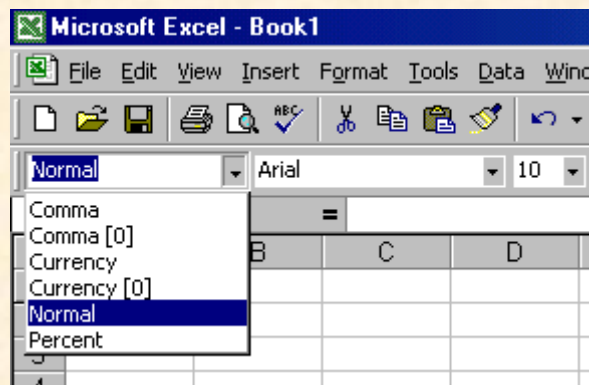 Microsoft Excel - Book1
File Edit View Insert Format Tools Data
ABC
Normal Arial 10
=
Comma
Comma [0]
Currency
Currency [0]
Normal
Percent
B C D